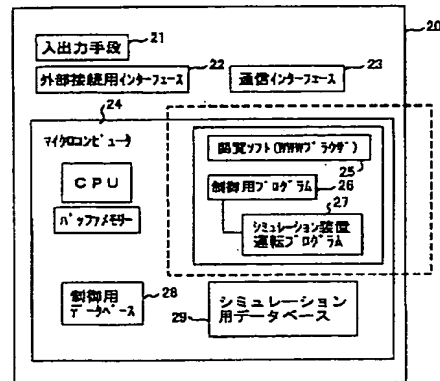 20
入出力手段
21
外部接続用インターフェース
22
通信インターフェース
23
24
マイクロコンピュータ
CPU
バッファメモリー
閲覧ソフト(WWWブラウザ)
25
制御用プログラム
26
27
シミュレーション装置
運転プログラム
制御用
データベース
28
シミュレーション
用データベース
29